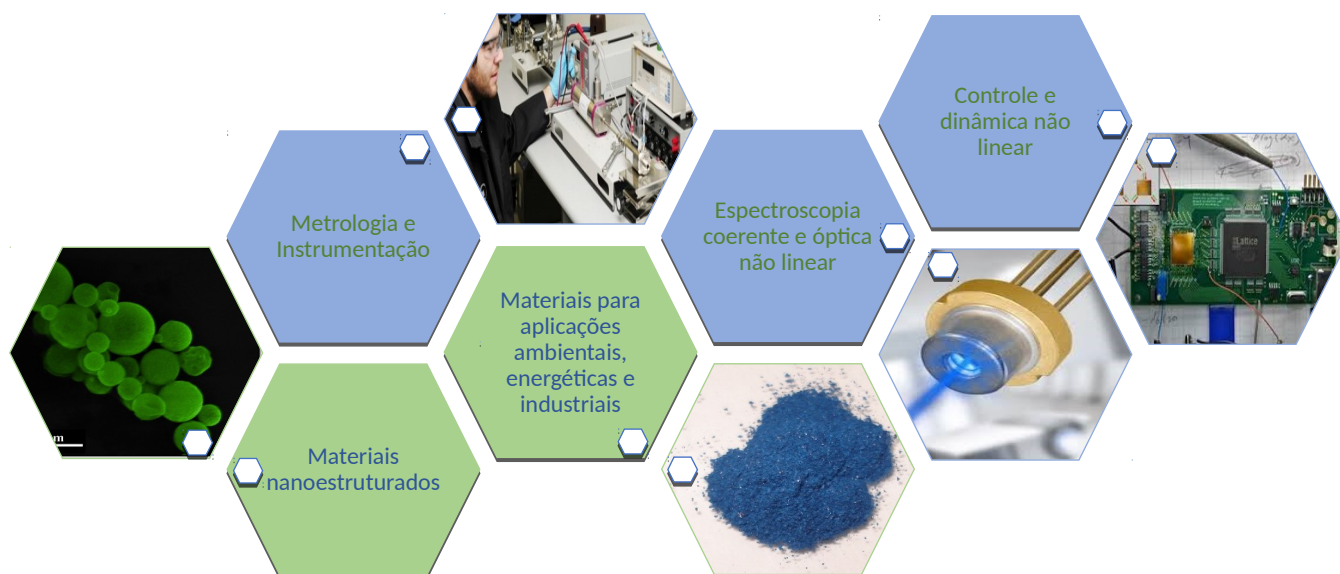 Controle e
dinâmica não
linear
Metrologia e
Instrumentação
Espectroscopia
coerente e óptica
não linear
Materiais para
aplicações
ambientais,
energéticas e
industriais
Materiais
nanoestruturados
Lattice
m